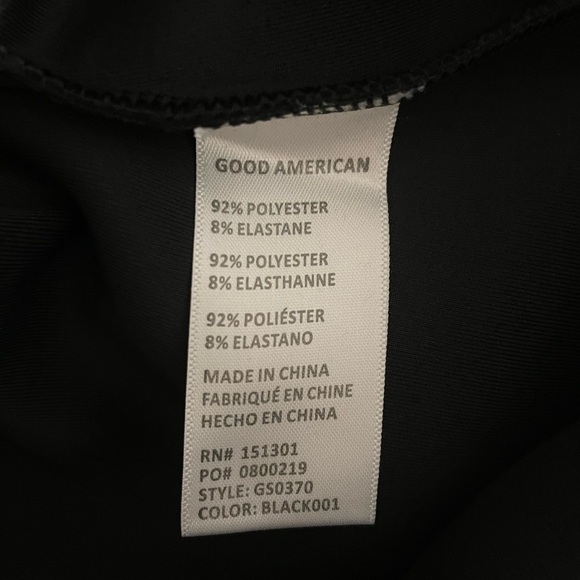 GOOD AMERICAN
92% POLYESTER
8% ELASTANE
92% POLYESTER
8% ELASTHANNE
92% POLIÉSTER
8% ELASTANO
MADE IN CHINA
FABRIQUÉ EN CHINE
HECHO EN CHINA
RN# 151301
PO# 0800219
STYLE: GS0370
COLOR: BLACK001